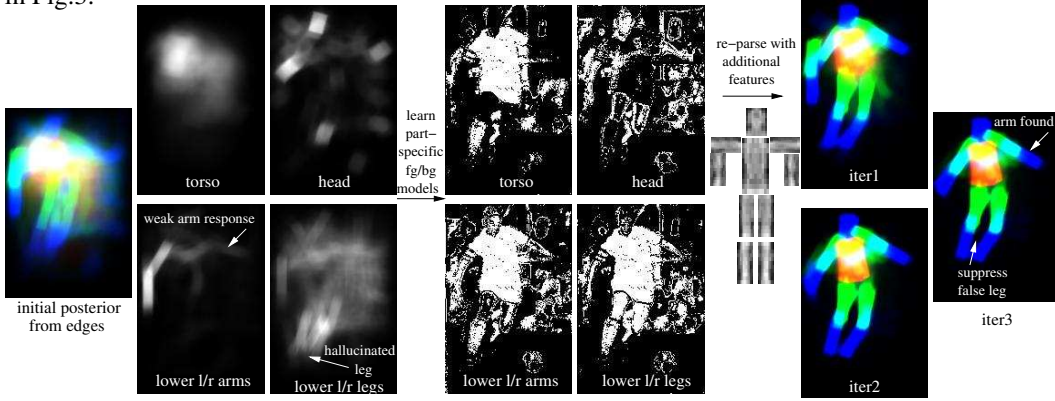 in Fig.3.
torso
head
weak arm response
lower l/r arms
hallucinated
leg
lower l/r legs
initial posterior
from edges
learn
part−
specific
fg/bg
models
torso
head
lower l/r arms
lower l/r legs
re−parse with
additional
features
iter1
iter2
arm found
suppress
false leg
iter3